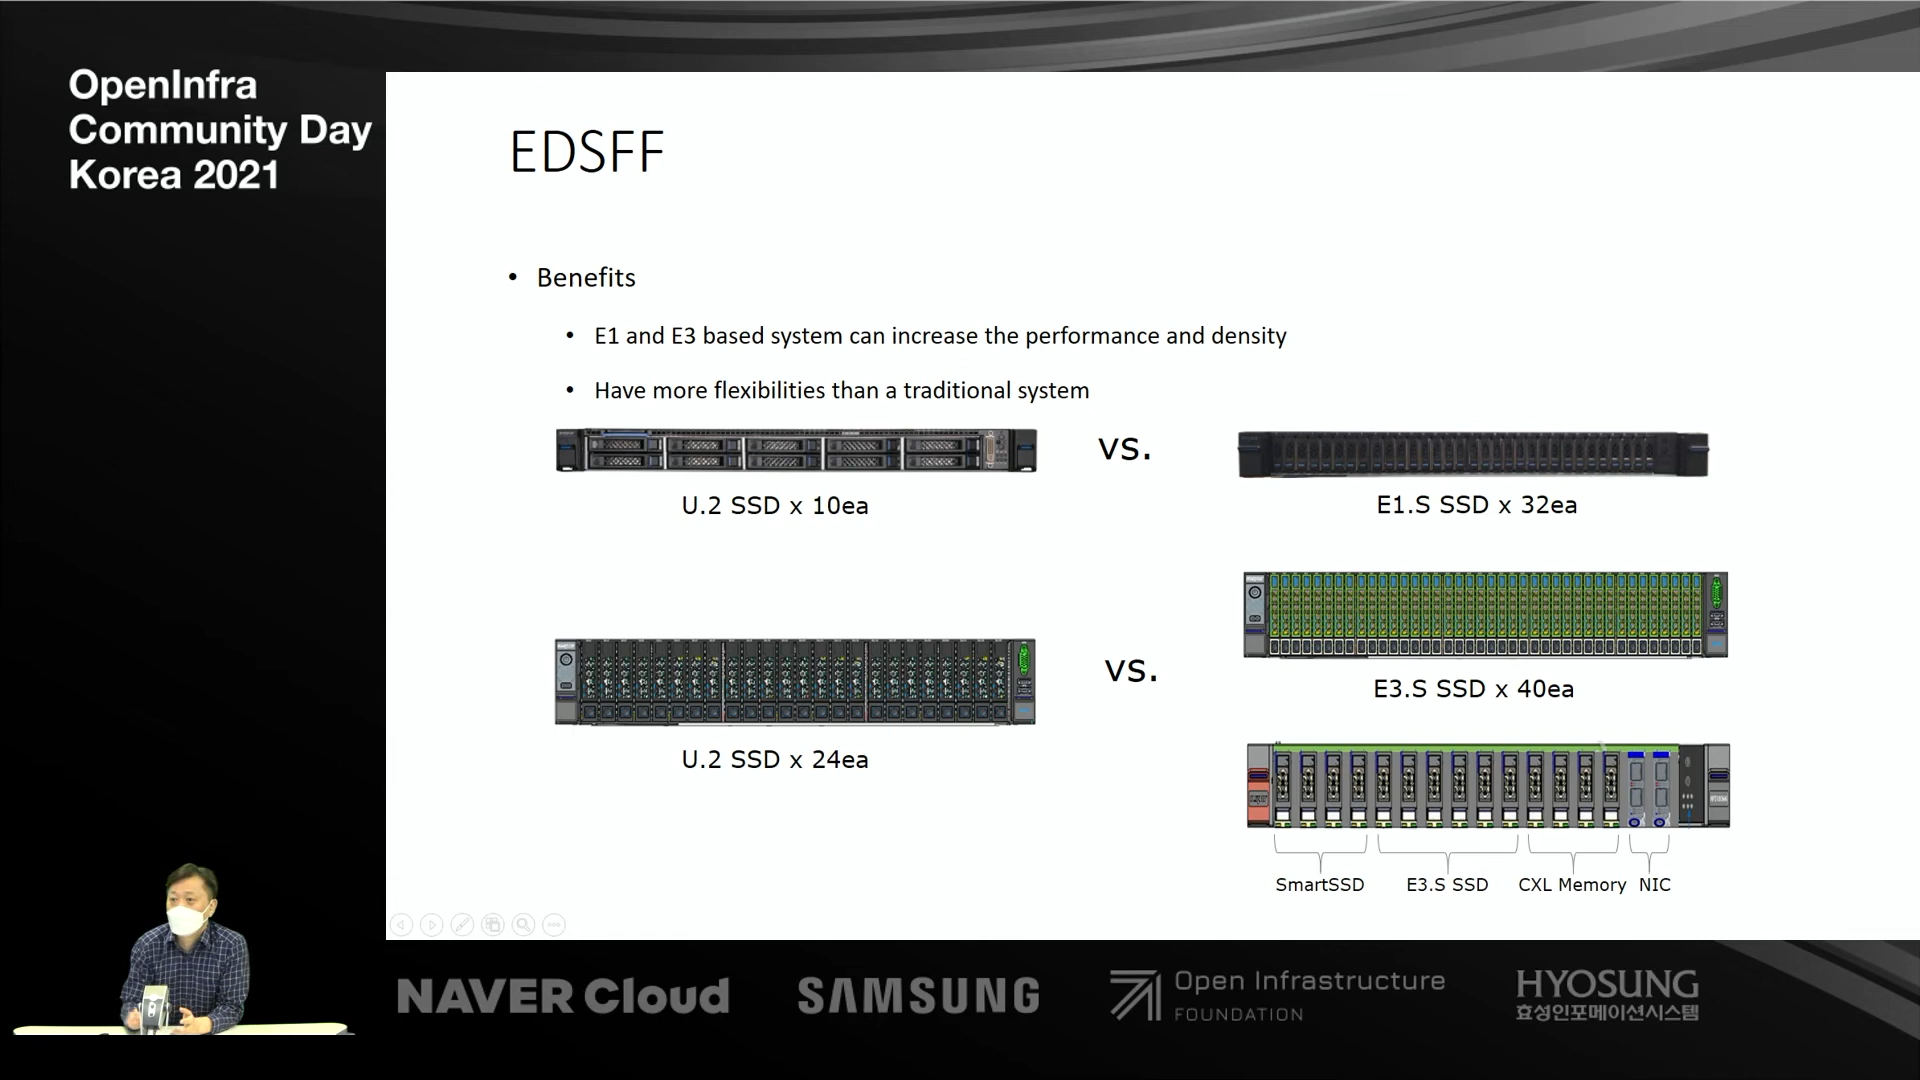 OpenInfra
Community Day
Korea 2021
EDSFF
• Benefits
• E1 and E3 based system can increase the performance and density
• Have more flexibilities than a traditional system
vs.
U.2 SSD x 10ea
E1.S SSD x 32ea
vs.
E3.S SSD x 40ea
U.2 SSD x 24ea
SmartSSD
E3.S SSD
CXL Memory
NIC
NAVER Cloud
SAMSUNG
Open Infrastructure
FOUNDATION
HYOSUNG
효성인포메이션시스템